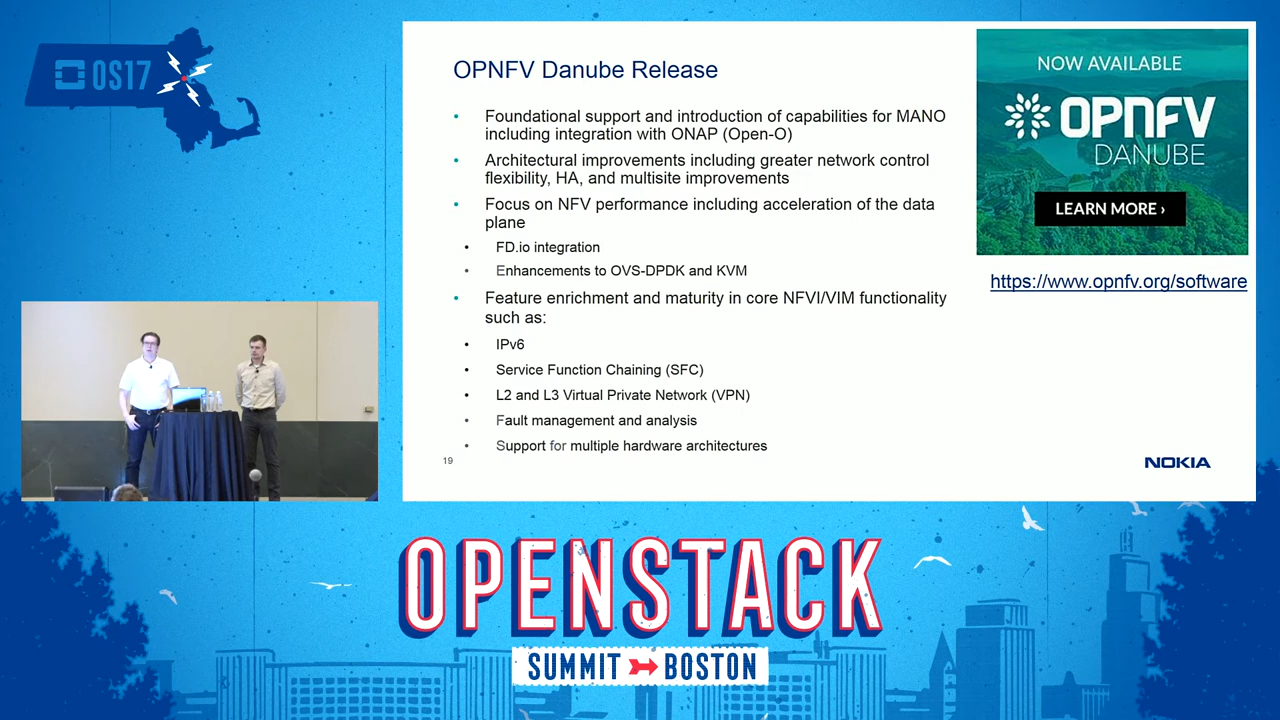 OS17
OPNFV Danube Release
• Foundational support and introduction of capabilities for MANO
including integration with ONAP (Open-O)
• Architectural improvements including greater network control
flexibility, HA, and multisite improvements
• Focus on NFV performance including acceleration of the data
plane
• FD.io integration
• Enhancements to OVS-DPDK and KVM
• Feature enrichment and maturity in core NFVI/VIM functionality
such as:
• IPv6
• Service Function Chaining (SFC)
• L2 and L3 Virtual Private Network (VPN)
• Fault management and analysis
• Support for multiple hardware architectures
19
NOKIA
NOW AVAILABLE
OPNFV
DANUBE
LEARN MORE ›
https://www.opnfv.org/software
OPENSTACK
SUMMIT BOSTON